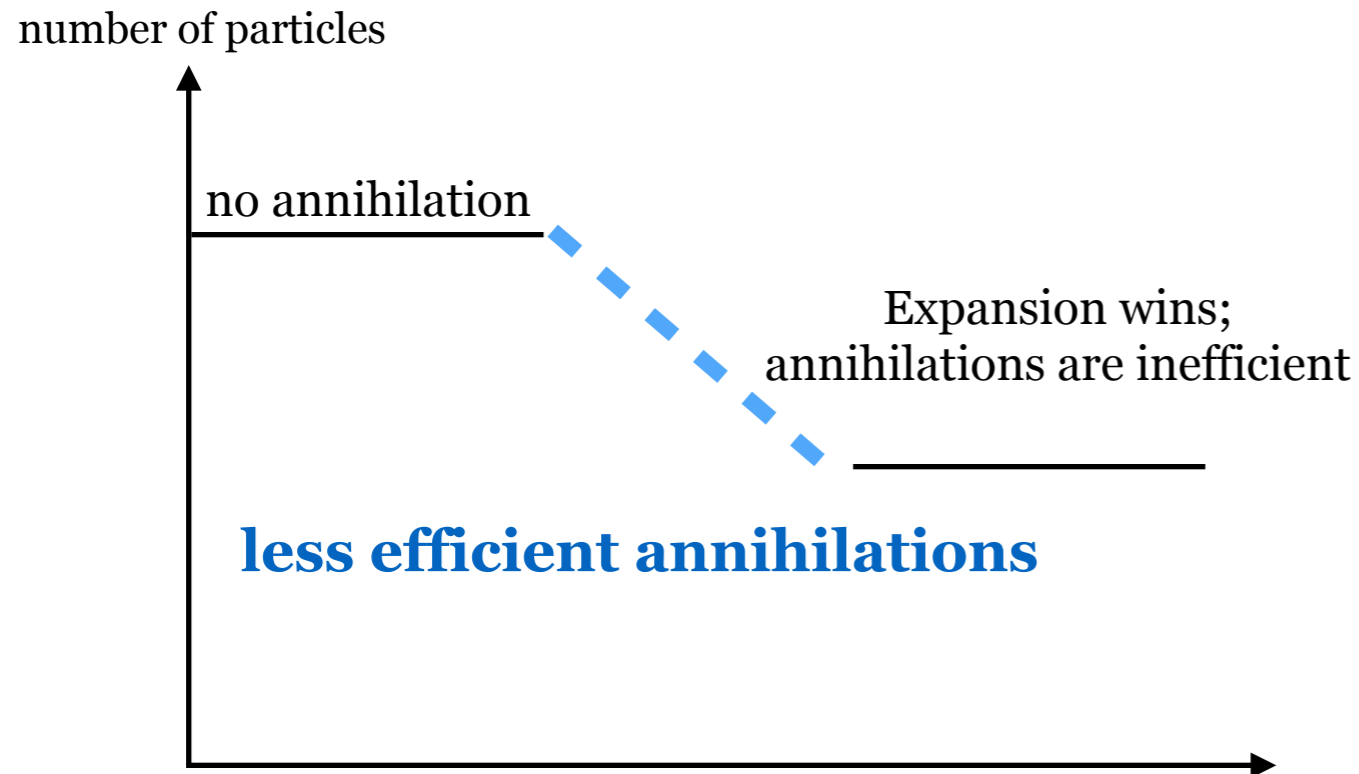 number of particles
no annihilation
Expansion wins;
annihilations are inefficient
less efficient annihilations